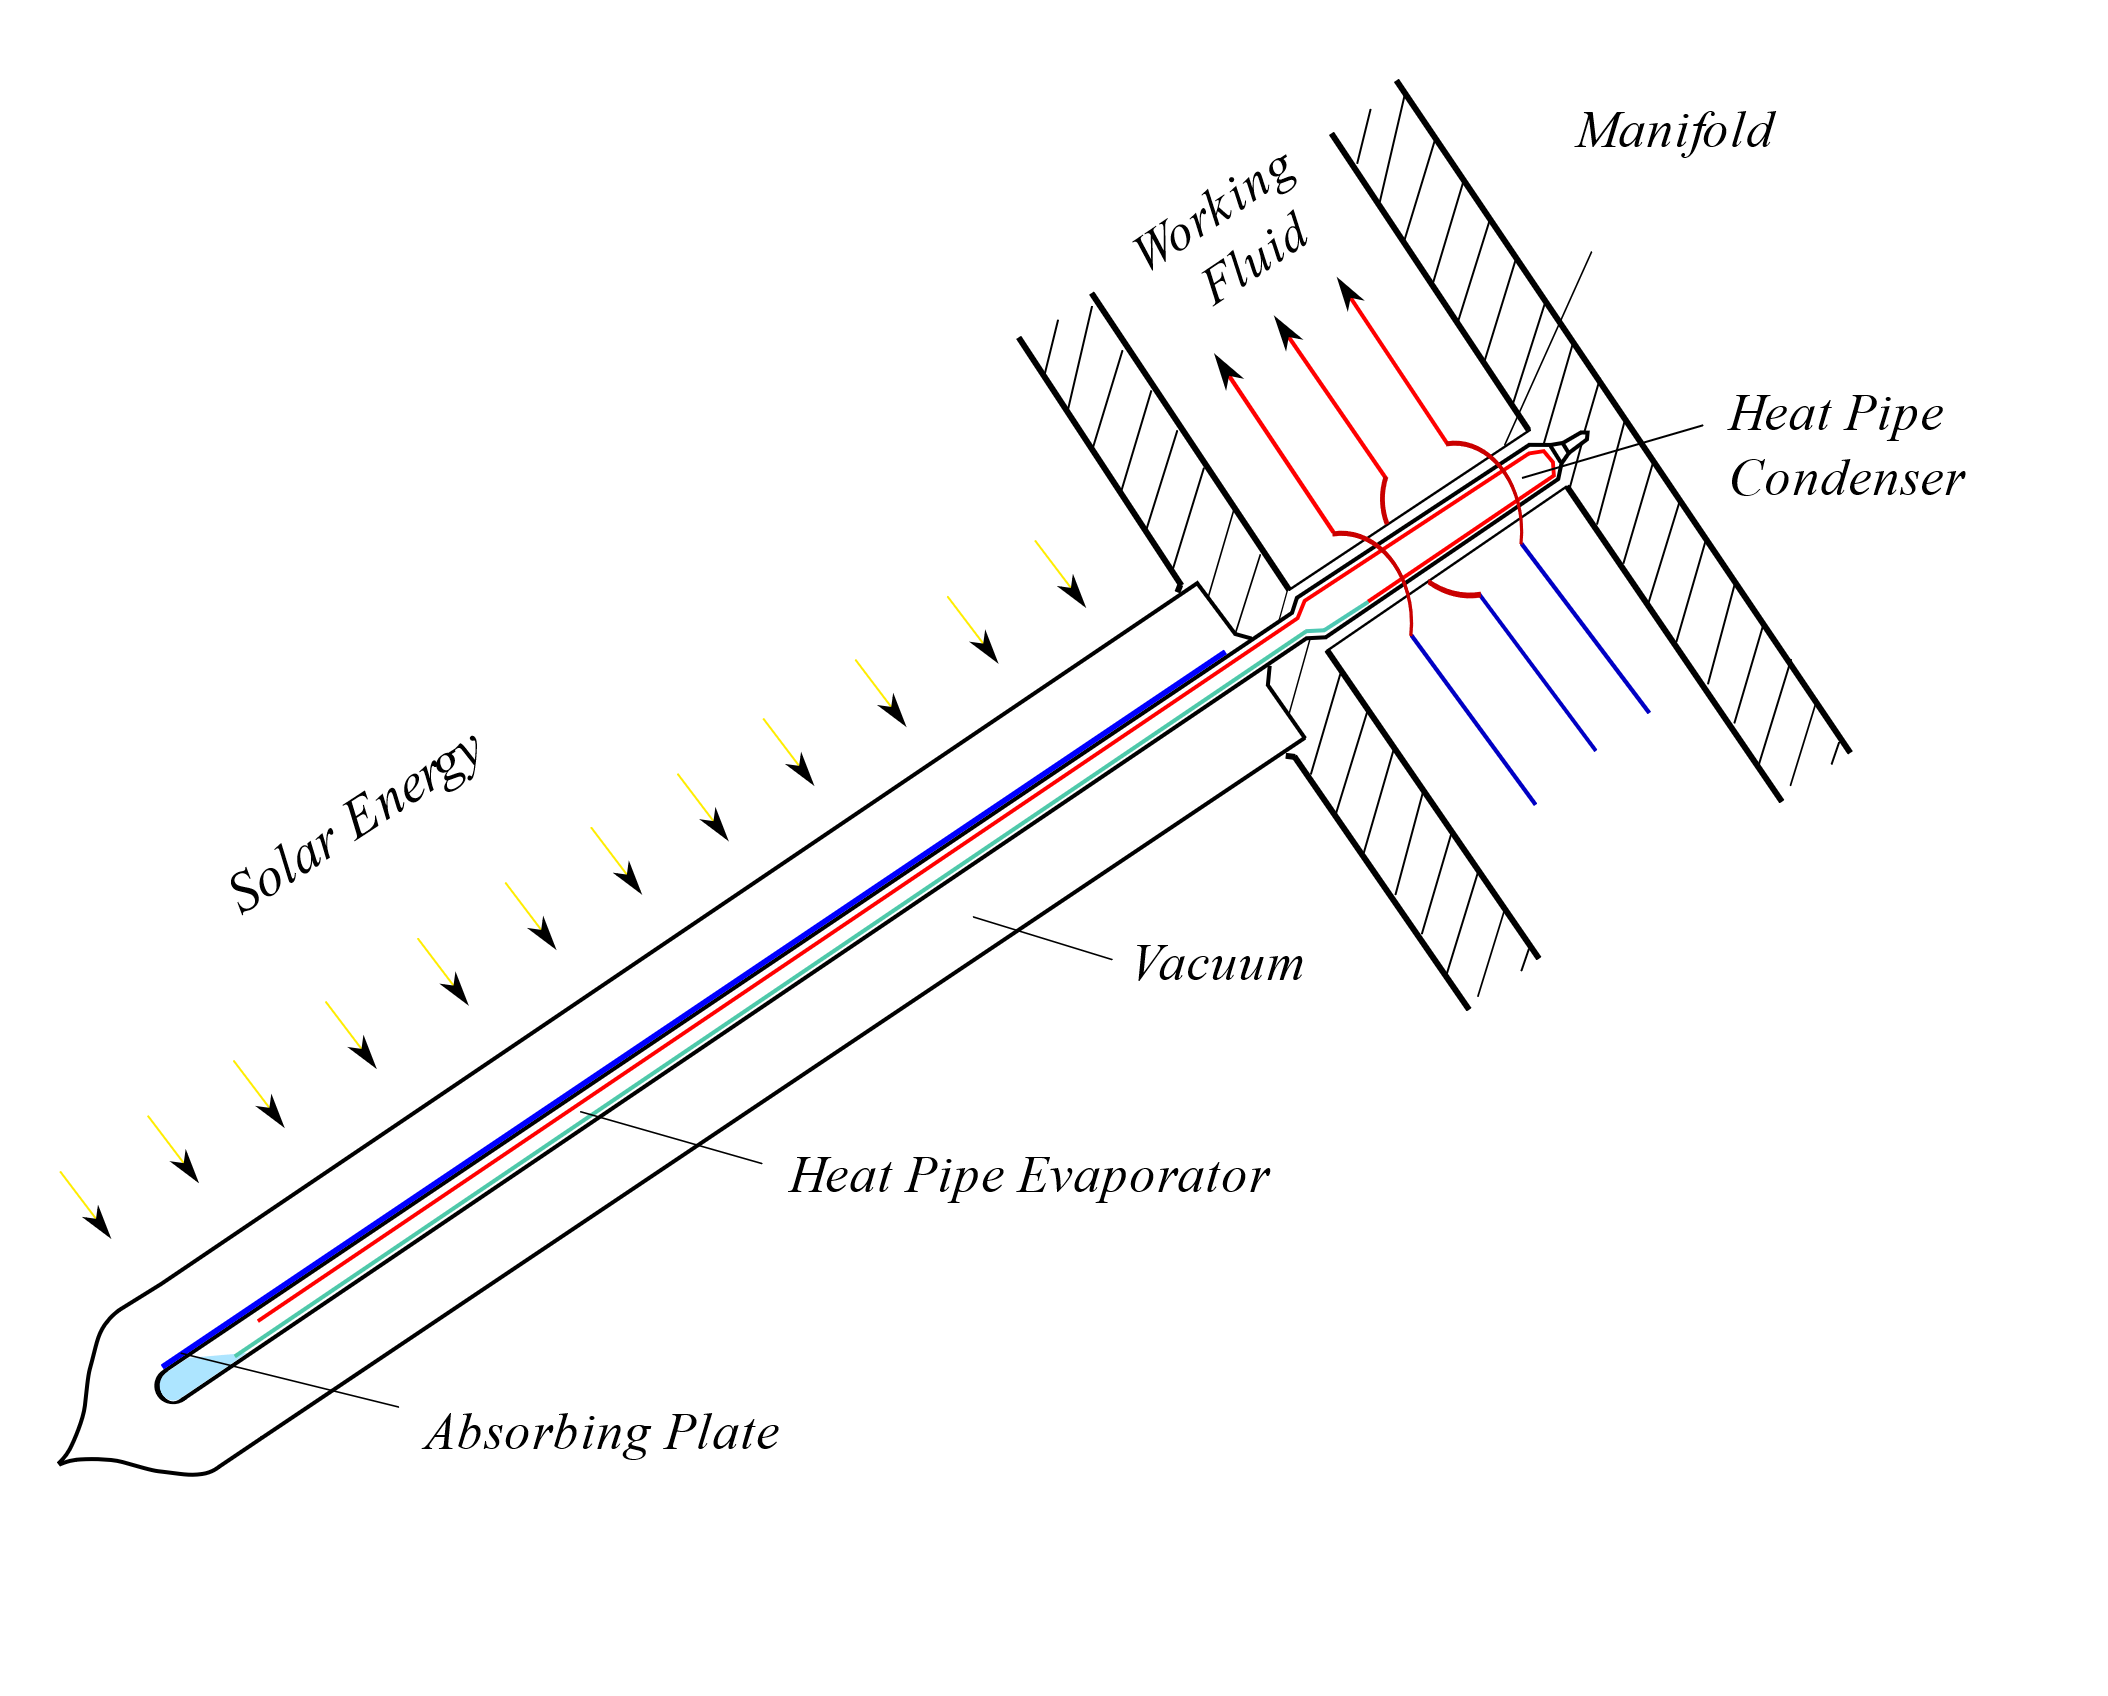 Manifold
Working
Fluid
Heat Pipe
Condenser
Solar Energy
Vacuum
Heat Pipe Evaporator
Absorbing Plate